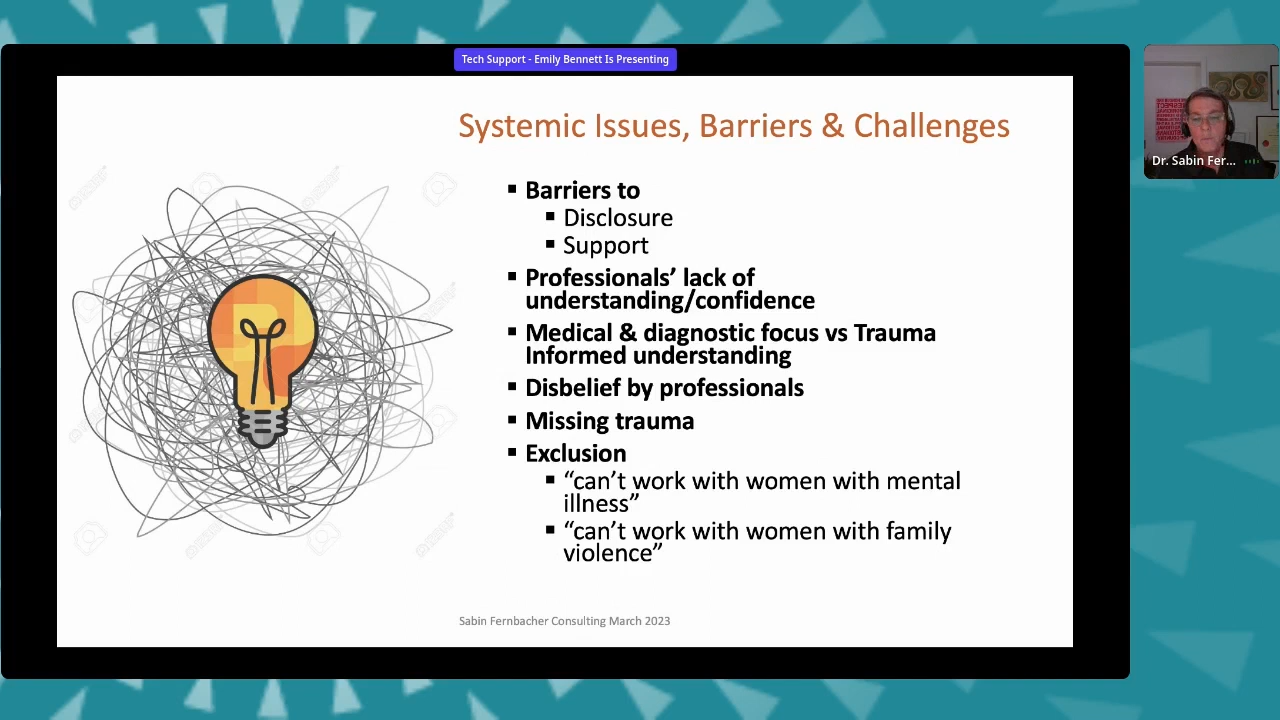 Tech Support - Emily Bennett Is Presenting
Systemic Issues, Barriers & Challenges
▪ Barriers to
▪ Disclosure
▪ Support
▪ Professionals’ lack of
understanding/confidence
▪ Medical & diagnostic focus vs Trauma
Informed understanding
▪ Disbelief by professionals
▪ Missing trauma
▪ Exclusion
▪ “can’t work with women with mental
illness”
▪ “can’t work with women with family
violence”
Sabin Fernbacher Consulting March 2023
Dr. Sabin Fer...